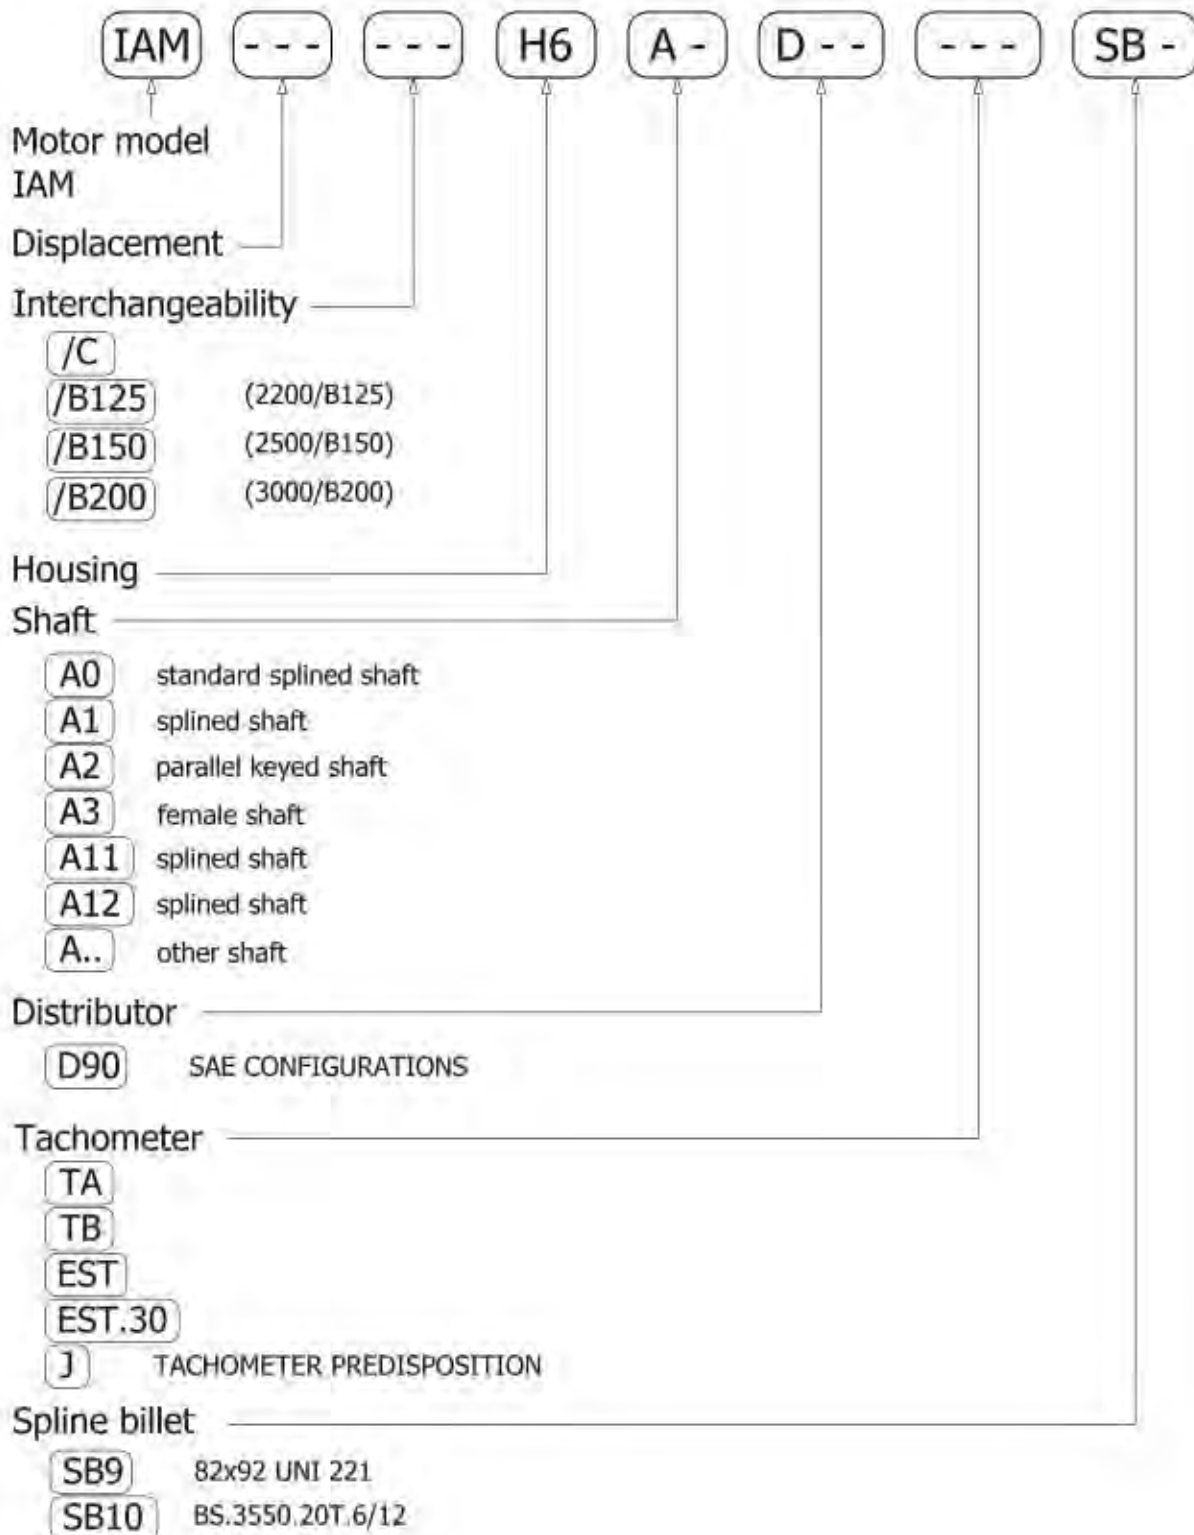 IAM - - - - - - H6 A - D - - - - - SB -
Motor model
IAM
Displacement
Interchangeability
/C
/B125 (2200/B125)
/B150 (2500/B150)
/B200 (3000/B200)
Housing
Shaft
A0 standard splined shaft
A1 splined shaft
A2 parallel keyed shaft
A3 female shaft
A11 splined shaft
A12 splined shaft
A.. other shaft
Distributor
D90 SAE CONFIGURATIONS
Tachometer
TA
TB
EST
EST.30
J TACHOMETER PREDISPOSITION
Spline billet
SB9 82x92 UNI 221
SB10 BS.3550.20T.6/12